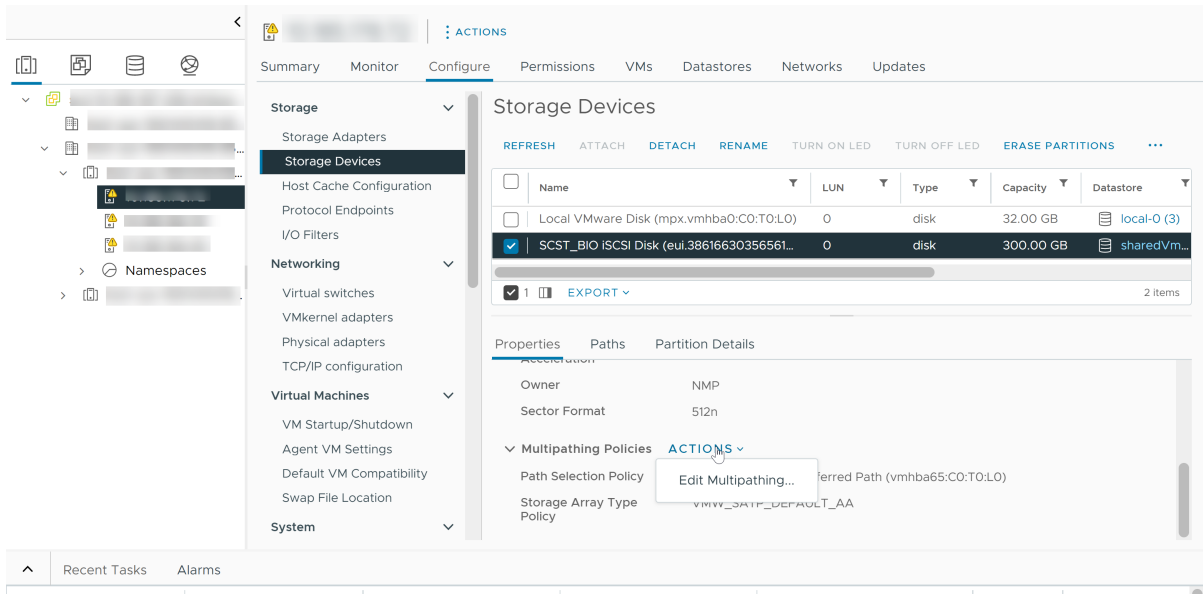 ACTIONS
Summary Monitor Configure Permissions VMs Datastores Networks Updates
Namespaces
Storage
Storage Adapters
Storage Devices
Host Cache Configuration
Protocol Endpoints
I/O Filters
Networking
Virtual switches
VMkernel adapters
Physical adapters
TCP/IP configuration
Virtual Machines
VM Startup/Shutdown
Agent VM Settings
Default VM Compatibility
Swap File Location
System
Storage Devices
REFRESH ATTACH DETACH RENAME TURN ON LED TURN OFF LED ERASE PARTITIONS ...
Name LUN Type Capacity Datastore
Local VMware Disk (mpx.vmhba0:C0:T0:L0) 0 disk 32.00 GB local-0 (3)
SCST_BIO iSCSI Disk (eui.38616630356561... 0 disk 300.00 GB sharedVm...
1 EXPORT 2 items
Properties Paths Partition Details
Acceleration
Owner NMP
Sector Format 512n
Multipathing Policies ACTIONS
Edit Multipathing...
Path Selection Policy ferred Path (vmhba65:C0:T0:L0)
Storage Array Type VMW_SATP_DEFAULT_AA
Policy
Recent Tasks Alarms